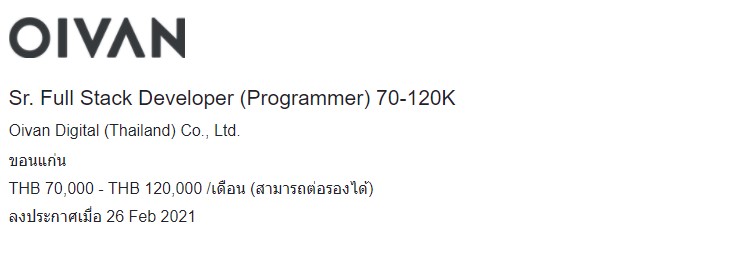 OIVAN
Sr. Full Stack Developer (Programmer) 70-120K
Oivan Digital (Thailand) Co., Ltd.
ขอนแก่น
THB 70,000 - THB 120,000 /เดือน (สามารถต่อรองได้)
ลงประกาศเมื่อ 26 Feb 2021